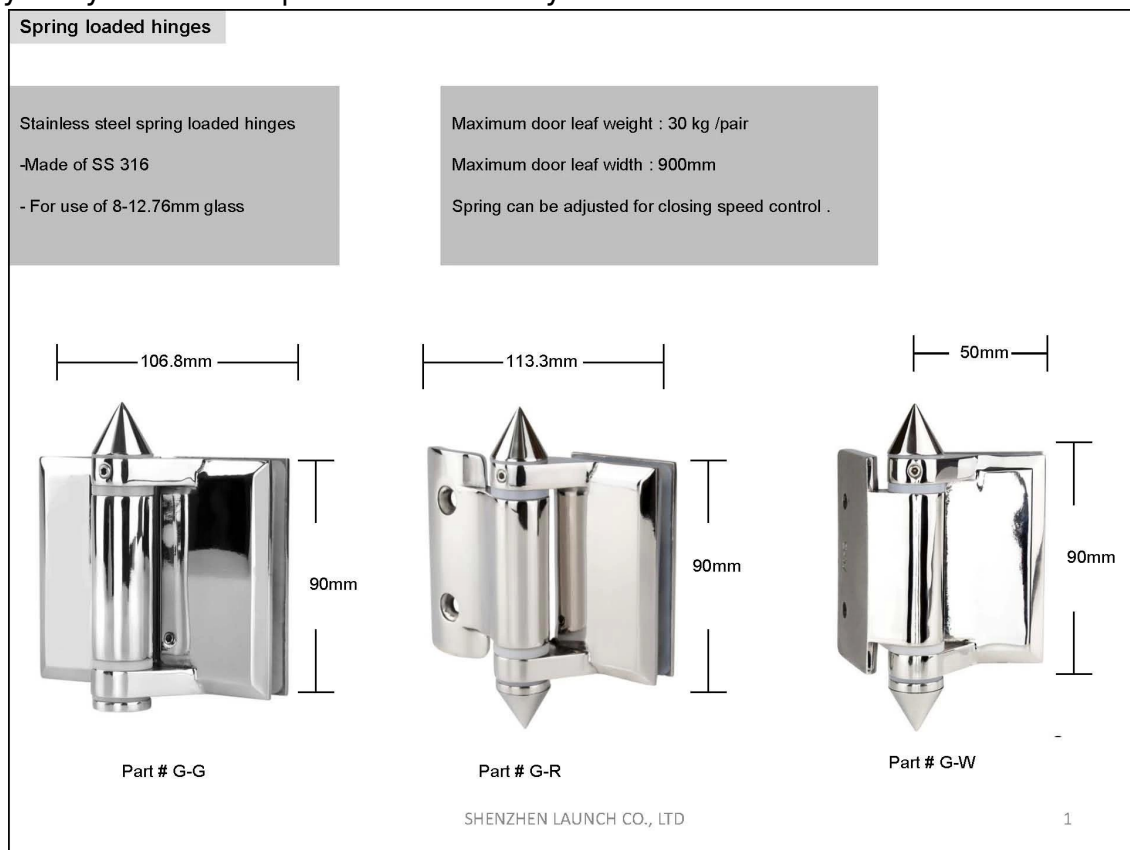 Spring loaded hinges
Stainless steel spring loaded hinges
-Made of SS 316
- For use of 8-12.76mm glass
Maximum door leaf weight : 30 kg /pair
Maximum door leaf width : 900mm
Spring can be adjusted for closing speed control .
106.8mm
113.3mm
50mm
90mm
90mm
90mm
Part # G-G
Part # G-R
Part # G-W
SHENZHEN LAUNCH CO., LTD
1